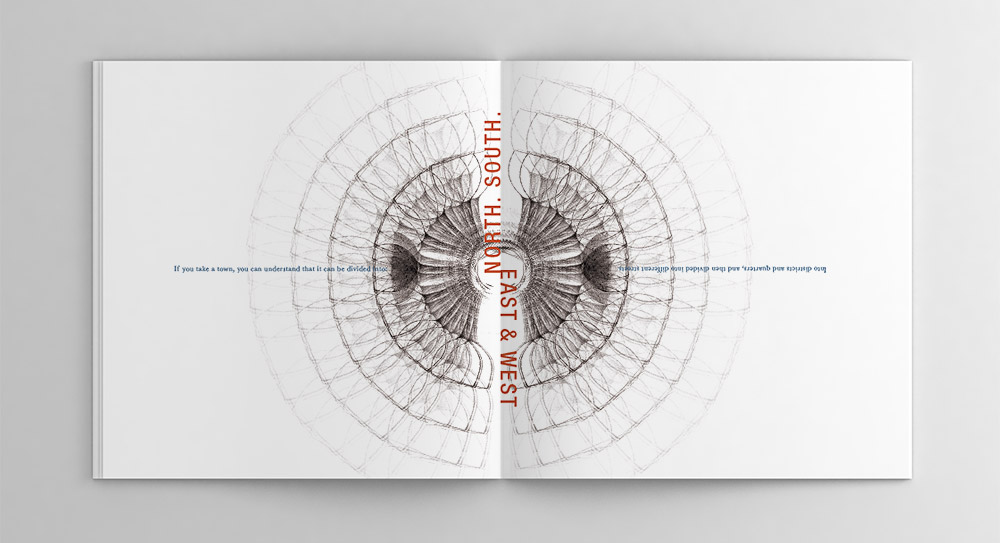 If you take a town, you can understand that it can be divided into:
NORTH. SOUTH.
EAST & WEST
Into districts and quarters, and then divided into different streets.